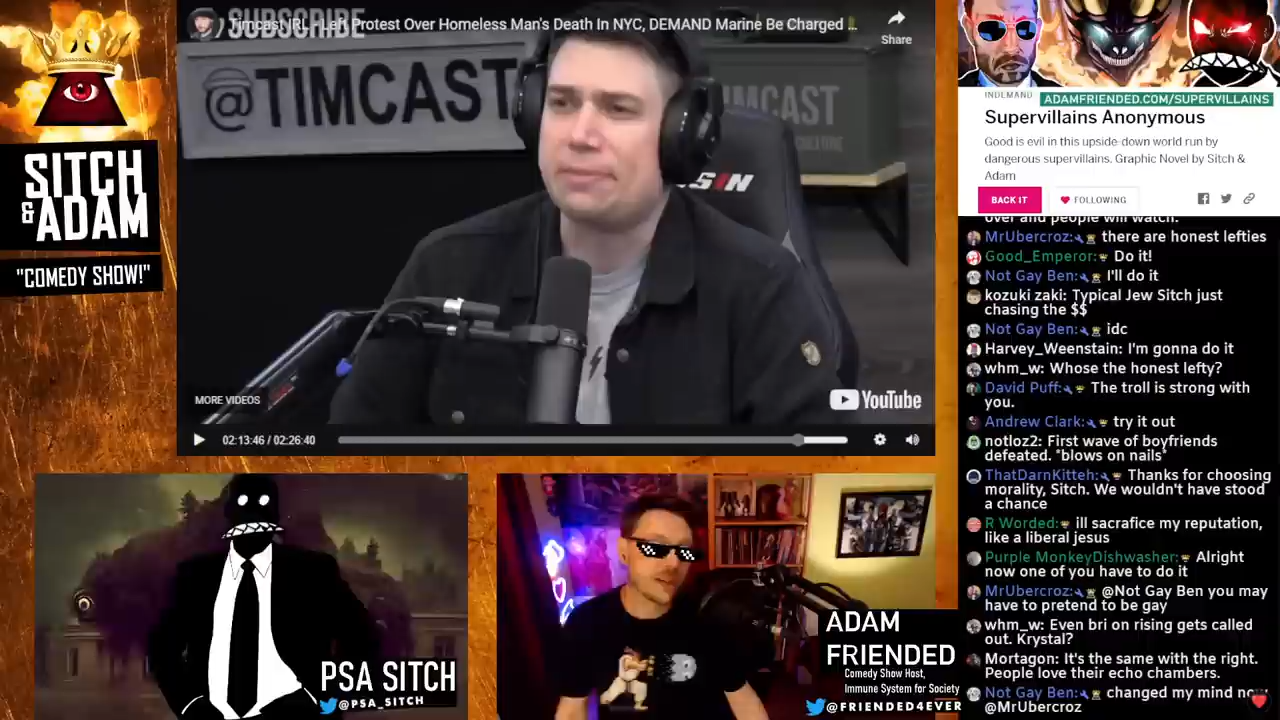 SUBSCRIBE
Timcast IRL - Left Protest Over Homeless Man's Death In NYC, DEMAND Marine Be Charged ...
Share
@TIMCAST
TIMCAST
CULTURE
MORE VIDEOS
YouTube
02:13:46 / 02:26:40
SITCH
& ADAM
"COMEDY SHOW!"
PSA SITCH
@PSA_SITCH
ADAM
FRIENDED
Comedy Show Host,
Immune System for Society
@FRIENDED4EVER
INDEMAND
ADAMFRIENDED.COM/SUPERVILLAINS
Supervillains Anonymous
Good is evil in this upside-down world run by
dangerous supervillains. Graphic Novel by Sitch &
Adam
BACK IT
FOLLOWING
over and people will watch.
MrUbercroz: there are honest lefties
Good_Emperor: Do it!
Not Gay Ben: I'll do it
kozuki zaki: Typical Jew Sitch just
chasing the $$
Not Gay Ben: idc
Harvey_Weenstain: I'm gonna do it
whm_w: Whose the honest lefty?
David Puff: The troll is strong with
you.
Andrew Clark: try it out
notloz2: First wave of boyfriends
defeated. *blows on nails*
ThatDarnKitteh: Thanks for choosing
morality, Sitch. We wouldn't have stood
a chance
R Worded: ill sacrafice my reputation,
like a liberal jesus
Purple MonkeyDishwasher: Alright
now one of you have to do it
MrUbercroz: @Not Gay Ben you may
have to pretend to be gay
whm_w: Even bri on rising gets called
out. Krystal?
Mortagon: It's the same with the right.
People love their echo chambers.
Not Gay Ben: changed my mind now
@MrUbercroz